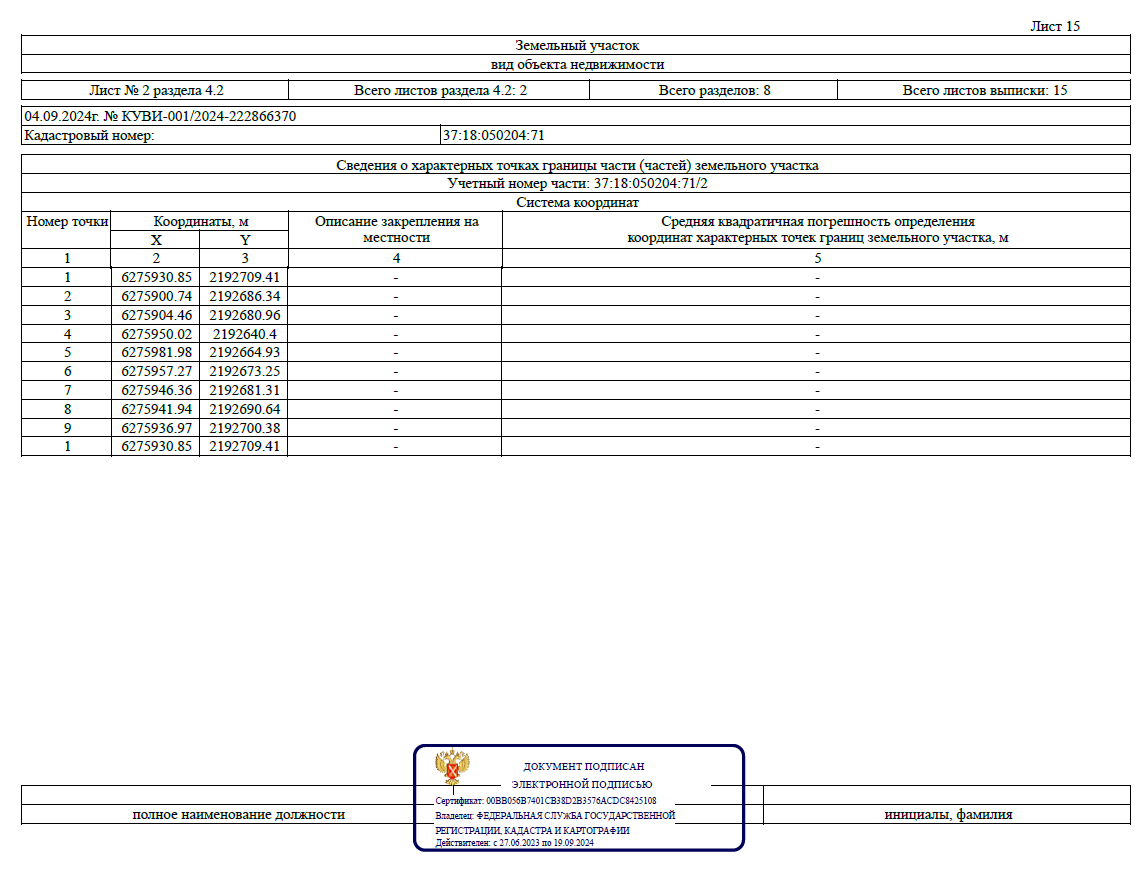 Лист 15
Земельный участок
вид объекта недвижимости
Лист № 2 раздела 4.2 Всего листов раздела 4.2: 2 Всего разделов: 8 Всего листов выписки: 15
04.09.2024г. № КУВИ-001/2024-222866370
Кадастровый номер: 37:18:050204:71
Сведения о характерных точках границы части (частей) земельного участка
Учетный номер части: 37:18:050204:71/2
Система координат
Номер точки Координаты, м Описание закрепления на местности Средняя квадратичная погрешность определения
координат характерных точек границ земельного участка, м
X Y
1 2 3 4 5
1 6275930.85 2192709.41 - -
2 6275900.74 2192686.34 - -
3 6275904.46 2192680.96 - -
4 6275950.02 2192640.4 - -
5 6275981.98 2192664.93 - -
6 6275957.27 2192673.25 - -
7 6275946.36 2192681.31 - -
8 6275941.94 2192690.64 - -
9 6275936.97 2192700.38 - -
1 6275930.85 2192709.41 - -
ДОКУМЕНТ ПОДПИСАН
ЭЛЕКТРОННОЙ ПОДПИСЬЮ
Сертификат: 00BB056B7401CB38D2B3576ACDC8425108
Владелец: ФЕДЕРАЛЬНАЯ СЛУЖБА ГОСУДАРСТВЕННОЙ
РЕГИСТРАЦИИ, КАДАСТРА И КАРТОГРАФИИ
Действителен: с 27.06.2023 по 19.09.2024
полное наименование должности инициалы, фамилия